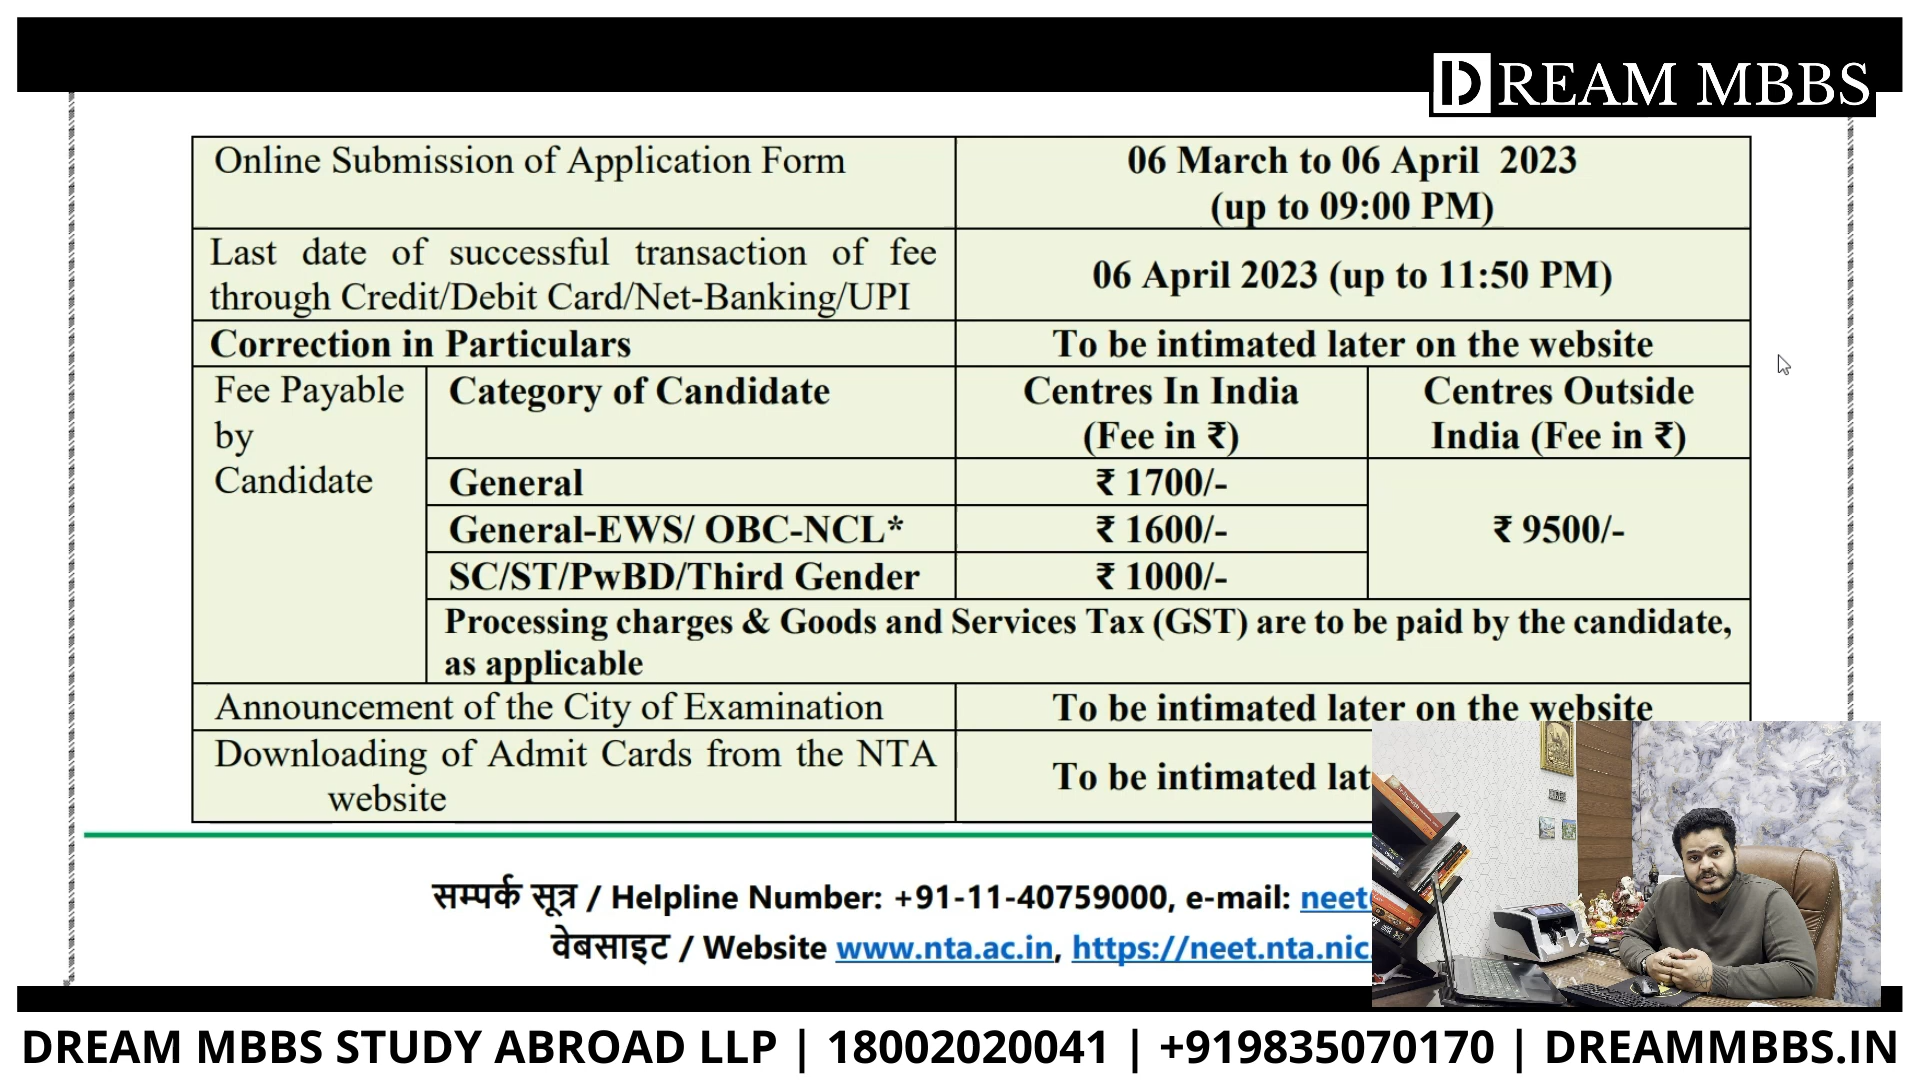 DREAM MBBS
Online Submission of Application Form
06 March to 06 April 2023
(up to 09:00 PM)
Last date of successful transaction of fee
through Credit/Debit Card/Net-Banking/UPI
06 April 2023 (up to 11:50 PM)
Correction in Particulars
To be intimated later on the website
Fee Payable
by
Candidate
Category of Candidate
Centres In India
(Fee in ₹)
Centres Outside
India (Fee in ₹)
General
₹ 1700/-
General-EWS/ OBC-NCL*
₹ 1600/-
₹ 9500/-
SC/ST/PwBD/Third Gender
₹ 1000/-
Processing charges & Goods and Services Tax (GST) are to be paid by the candidate,
as applicable
Announcement of the City of Examination
To be intimated later on the website
Downloading of Admit Cards from the NTA
website
To be intimated lat
सम्पर्क सूत्र / Helpline Number: +91-11-40759000, e-mail: neet
वेबसाइट / Website www.nta.ac.in, https://neet.nta.nic.
DREAM MBBS STUDY ABROAD LLP | 18002020041 | +919835070170 | DREAMMBBS.IN